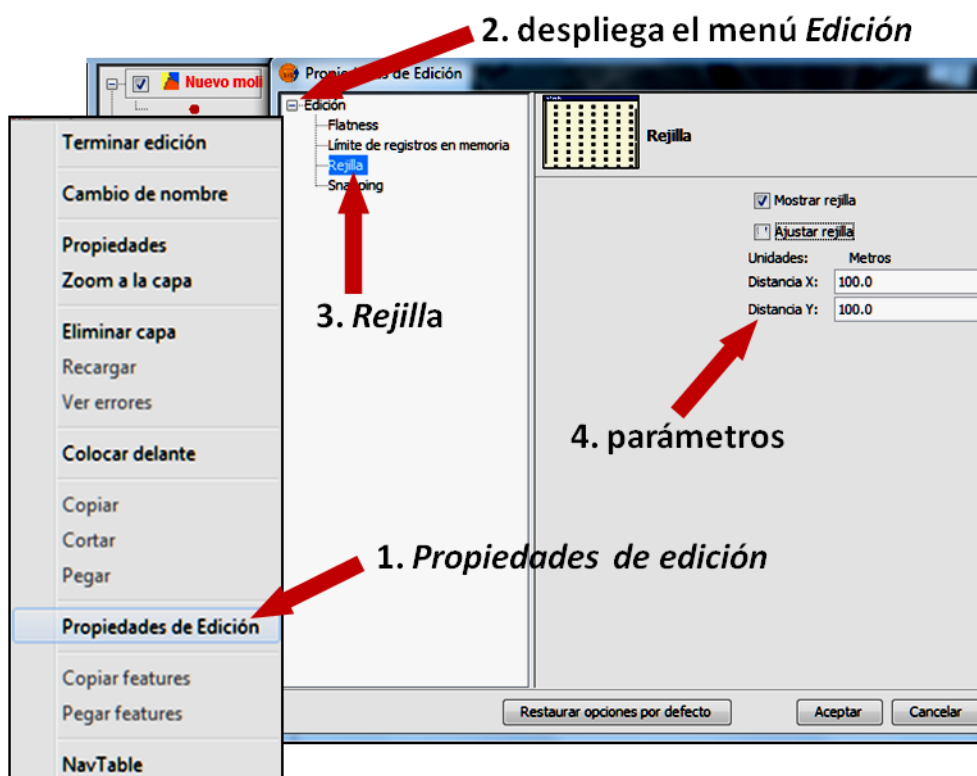 2. despliega el menú Edición
Nuevo moli
Propiedades de Edición
Edición
Flatness
Límite de registros en memoria
Rejilla
Snapping
Rejilla
Mostrar rejilla
Ajustar rejilla
Unidades: Metros
Distancia X: 100.0
Distancia Y: 100.0
3. Rejilla
4. parámetros
Terminar edición
Cambio de nombre
Propiedades
Zoom a la capa
Eliminar capa
Recargar
Ver errores
Colocar delante
Copiar
Cortar
Pegar
1. Propiedades de edición
Propiedades de Edición
Copiar features
Pegar features
NavTable
Restaurar opciones por defecto Aceptar Cancelar